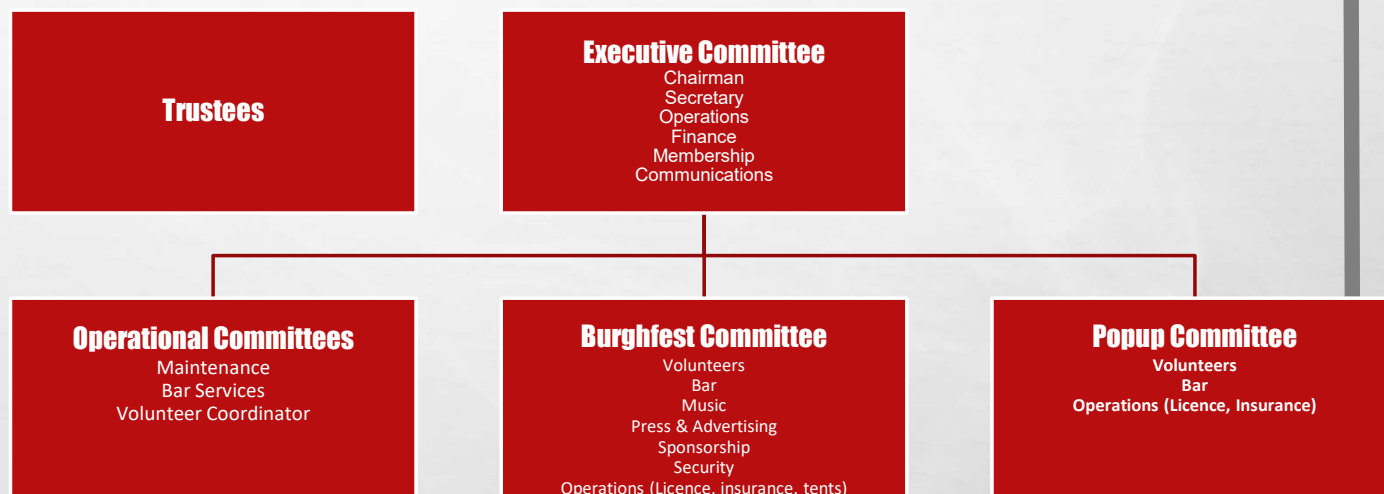 Trustees
Executive Committee
Chairman
Secretary
Operations
Finance
Membership
Communications
Operational Committees
Maintenance
Bar Services
Volunteer Coordinator
Burghfest Committee
Volunteers
Bar
Music
Press & Advertising
Sponsorship
Security
Operations (Licence, insurance, tents)
Popup Committee
Volunteers
Bar
Operations (Licence, Insurance)